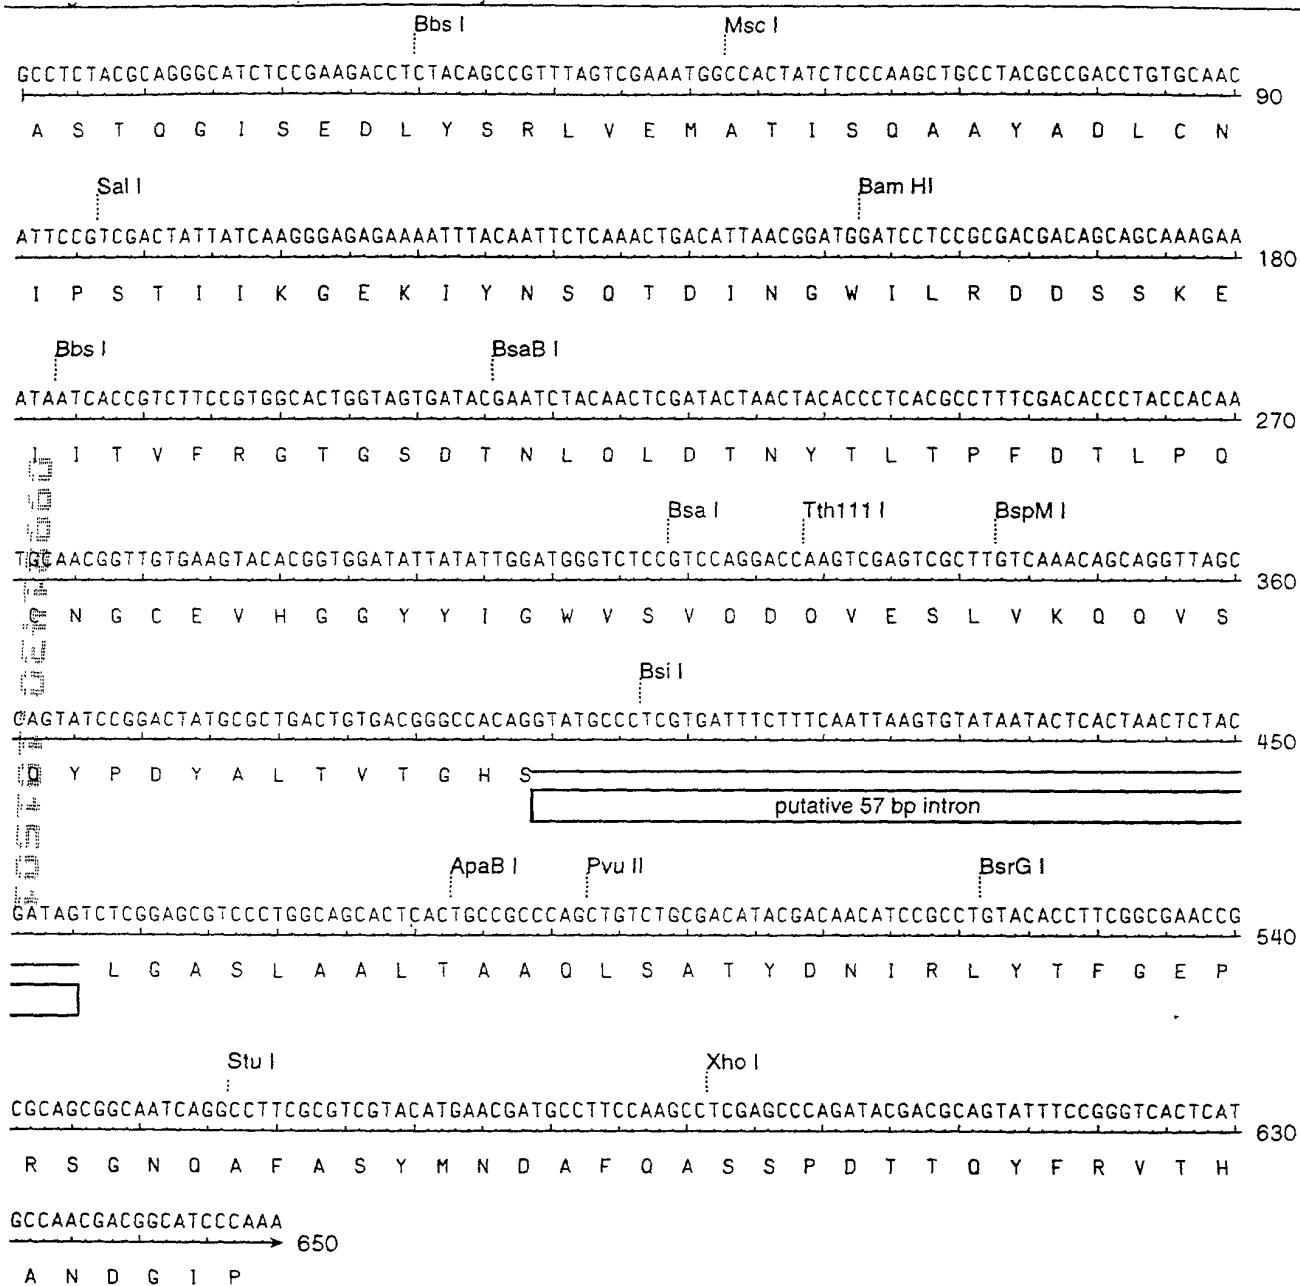 Bbs I Msc I
GCCTCTACGCAGGGCATCTCCGAAGACCTCTACAGCCGTTTAGTCGAAATGGCCACTATCTCCCAAGCTGCCTACGCCGACCTGTGCAAC
90
A S T Q G I S E D L Y S R L V E M A T I S Q A A Y A D L C N
Sal I Bam HI
ATTCCGTCGACTATTATCAAGGGAGAGAAAATTTACAATTCTCAAACTGACATTAACGGATGGATCCTCCGCGACGACAGCAGCAAAGAA
180
I P S T I I K G E K I Y N S Q T D I N G W I L R D D S S K E
Bbs I BsaB I
ATAATCACCGTCTTCCGTGGCACTGGTAGTGATACGAATCTACAACTCGATACTAACTACACCCTCACGCCTTTCGACACCCTACCACAA
270
I I T V F R G T G S D T N L Q L D T N Y T L T P F D T L P Q
Bsa I Tth111 I BspM I
TGCAACGGTTGTGAAGTACACGGTGGATATTATATTGGATGGGTCTCCGTCCAGGACCAAGTCGAGTCGCTTGTCAAACAGCAGGTTAGC
360
C N G C E V H G G Y Y I G W V S V Q D Q V E S L V K Q Q V S
Bsi I
CAGTATCCGGACTATGCGCTGACTGTGACGGGCCACAGGTATGCCCTCGTGATTTCTTTCAATTAAGTGTATAATACTCACTAACTCTAC
450
Q Y P D Y A L T V T G H S
putative 57 bp intron
ApaB I Pvu II BsrG I
GATAGTCTCGGAGCGTCCCTGGCAGCACTCACTGCCGCCCAGCTGTCTGCGACATACGACAACATCCGCCTGTACACCTTCGGCGAACCG
540
L G A S L A A L T A A Q L S A T Y D N I R L Y T F G E P
Stu I Xho I
CGCAGCGGCAATCAGGCCTTCGCGTCGTACATGAACGATGCCTTCCAAGCCTCGAGCCCAGATACGACGCAGTATTTCCGGGTCACTCAT
630
R S G N Q A F A S Y M N D A F Q A S S P D T T Q Y F R V T H
GCCAACGACGGCATCCCAAA
650
A N D G I P